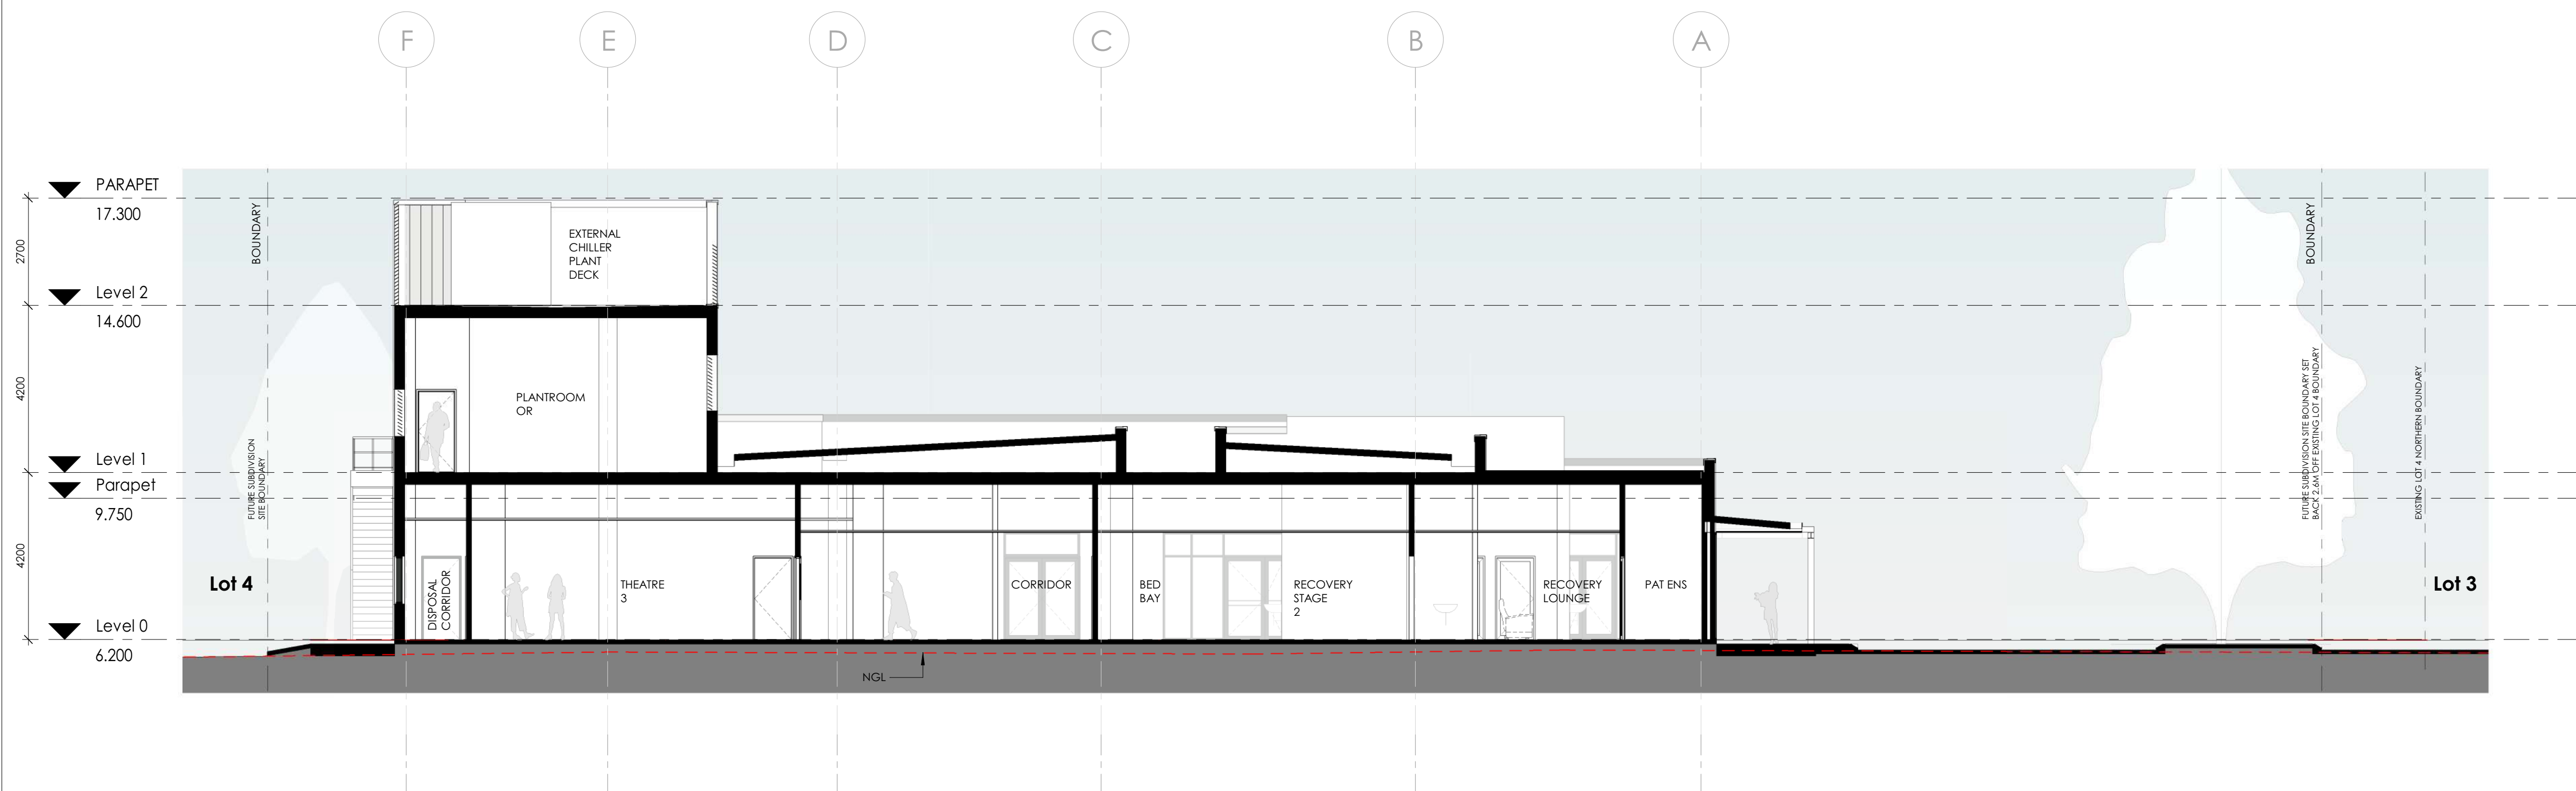 F
E
D
C
B
A
PARAPET
17.300
2700
Level 2
14.600
4200
Level 1
Parapet
9.750
4200
Level 0
6.200
BOUNDARY
FUTURE SUBDIVISION
SITE BOUNDARY
Lot 4
EXTERNAL
CHILLER
PLANT
DECK
PLANTROOM
OR
DISPOSAL
CORRIDOR
THEATRE
3
CORRIDOR
BED
BAY
RECOVERY
STAGE
2
RECOVERY
LOUNGE
PAT ENS
NGL
BOUNDARY
FUTURE SUBDIVISION SITE BOUNDARY SET
BACK 2.6M OFF EXISTING LOT 4 BOUNDARY
EXISTING LOT 4 NORTHERN BOUNDARY
Lot 3